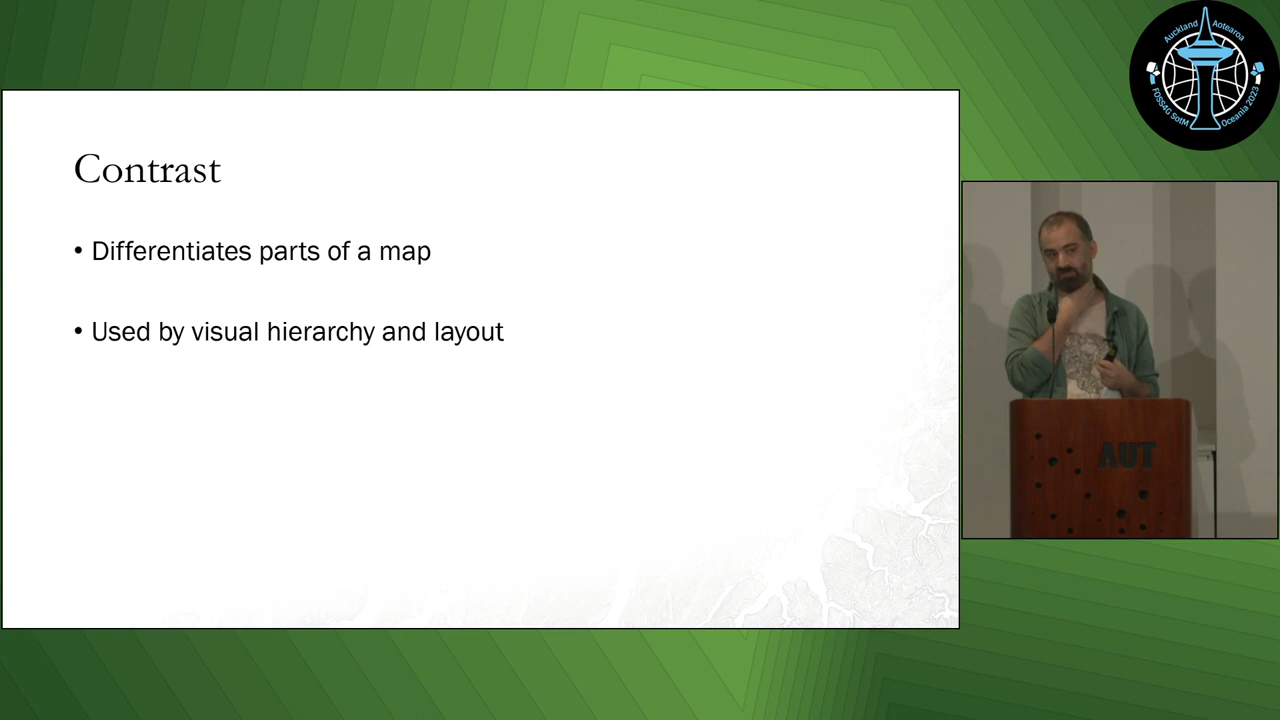 Auckland Aotearoa
FOSS4G SotM Oceania 2023
Contrast
• Differentiates parts of a map
• Used by visual hierarchy and layout
AUT